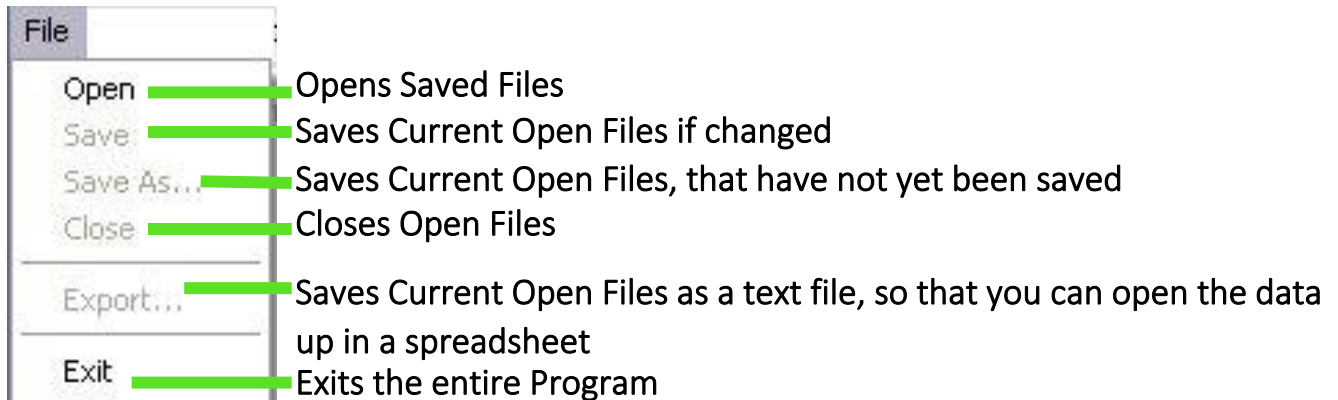 File
Open
Opens Saved Files
Save
Saves Current Open Files if changed
Save As...
Saves Current Open Files, that have not yet been saved
Close
Closes Open Files
Export...
Saves Current Open Files as a text file, so that you can open the data
up in a spreadsheet
Exit
Exits the entire Program